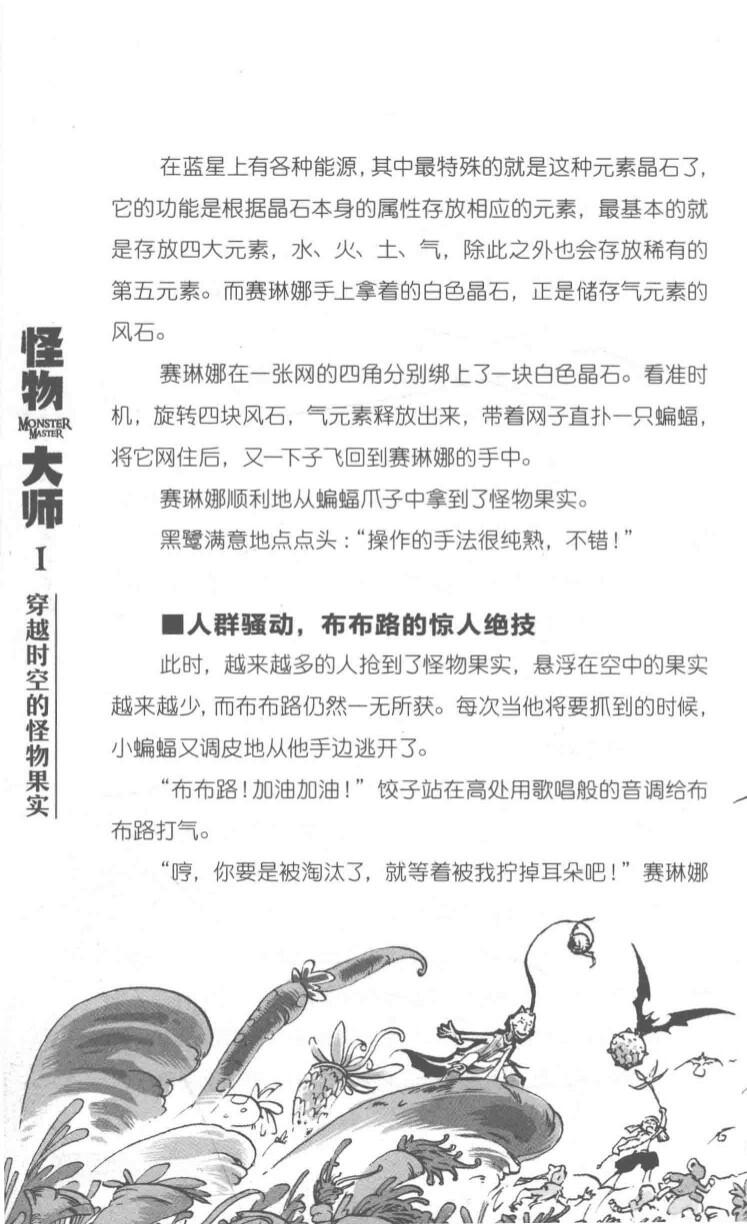 在蓝星上有各种能源，其中最特殊的就是这种元素晶石了，
它的功能是根据晶石本身的属性存放相应的元素，最基本的就
是存放四大元素，水、火、土、气，除此之外也会存放稀有的
第五元素。而赛琳娜手上拿着的白色晶石，正是储存气元素的
风石。
赛琳娜在一张网的四角分别绑上了一块白色晶石。看准时
机，旋转四块风石，气元素释放出来，带着网子直扑一只蝙蝠，
将它网住后，又一下子飞回到赛琳娜的手中。
赛琳娜顺利地从蝙蝠爪子中拿到了怪物果实。
黑鹭满意地点点头：“操作的手法很纯熟，不错！”
■人群骚动，布布路的惊人绝技
此时，越来越多的人抢到了怪物果实，悬浮在空中的果实
越来越少，而布布路仍然一无所获。每次当他将要抓到的时候，
小蝙蝠又调皮地从他手边逃开了。
“布布路！加油加油！”饺子站在高处用歌唱般的音调给布
布路打气。
“哼，你要是被淘汰了，就等着被我拧掉耳朵吧！”赛琳娜
怪物
MONSTER
MASTER
大师
I
穿越时空的怪物果实